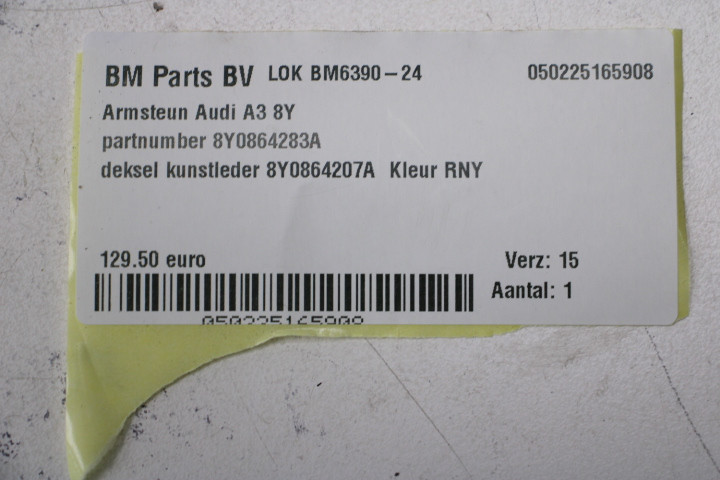 BM Parts BV LOK BM6390-24 050225165908
Armsteun Audi A3 8Y
partnumber 8Y0864283A
deksel kunstleder 8Y0864207A Kleur RNY
129.50 euro Verz: 15
Aantal: 1
050225165908